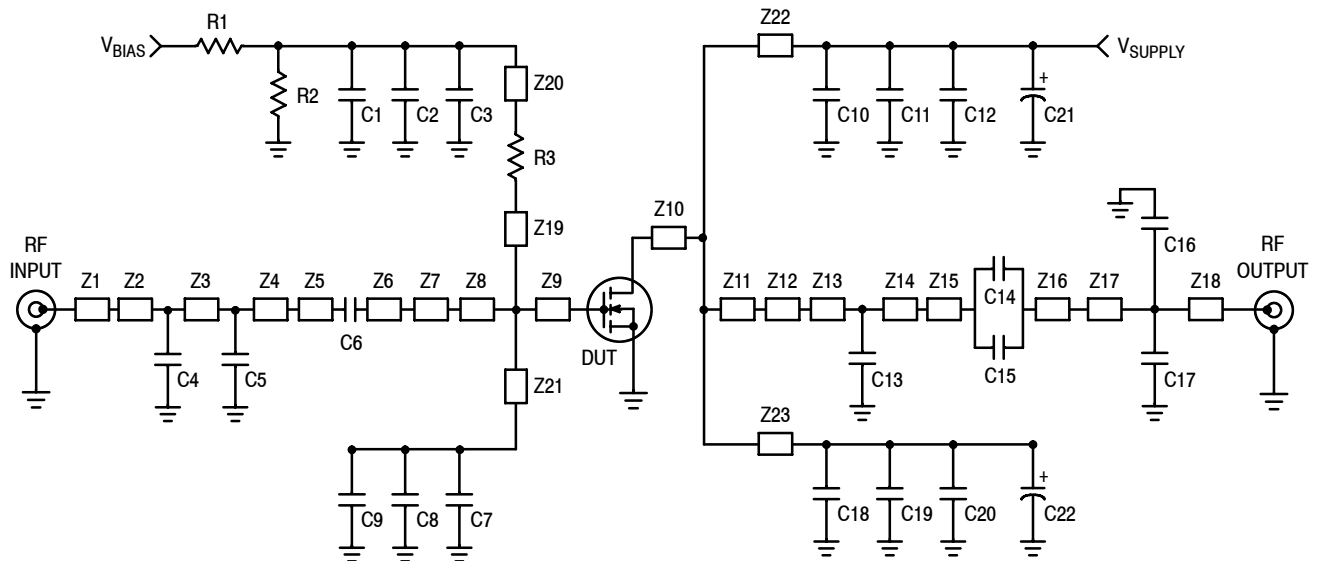 R1
V_BIAS
R2
C1
C2
C3
Z20
R3
Z19
Z22
V_SUPPLY
C10
C11
C12
+
C21
Z10
RF
INPUT
Z1
Z2
Z3
Z4
Z5
Z6
Z7
Z8
Z9
C6
C4
C5
DUT
Z21
C9
C8
C7
Z11
Z12
Z13
Z14
Z15
C14
C15
Z16
Z17
C16
Z18
RF
OUTPUT
C13
C17
Z23
C18
C19
C20
+
C22